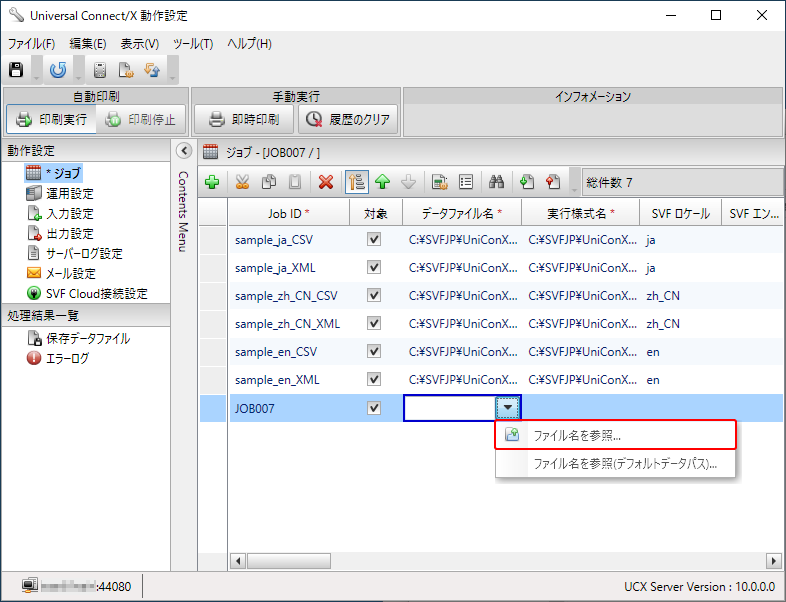 Universal Connect/X 動作設定
ファイル(F) 編集(E) 表示(V) ツール(T) ヘルプ(H)
自動印刷 手動実行 インフォメーション
印刷実行 印刷停止 即時印刷 履歴のクリア
動作設定
* ジョブ
運用設定
入力設定
出力設定
サーバーログ設定
メール設定
SVF Cloud接続設定
処理結果一覧
保存データファイル
エラーログ
Contents Menu
ジョブ - [JOB007 / ]
総件数 7
Job ID * 対象 データファイル名 * 実行様式名 * SVF ロケール SVF エン...
sample_ja_CSV C:¥SVFJP¥UniConX... C:¥SVFJP¥UniConX... ja
sample_ja_XML C:¥SVFJP¥UniConX... C:¥SVFJP¥UniConX... ja
sample_zh_CN_CSV C:¥SVFJP¥UniConX... C:¥SVFJP¥UniConX... zh_CN
sample_zh_CN_XML C:¥SVFJP¥UniConX... C:¥SVFJP¥UniConX... zh_CN
sample_en_CSV C:¥SVFJP¥UniConX... C:¥SVFJP¥UniConX... en
sample_en_XML C:¥SVFJP¥UniConX... C:¥SVFJP¥UniConX... en
JOB007
ファイル名を参照...
ファイル名を参照(デフォルトデータパス)...
:44080
UCX Server Version : 10.0.0.0